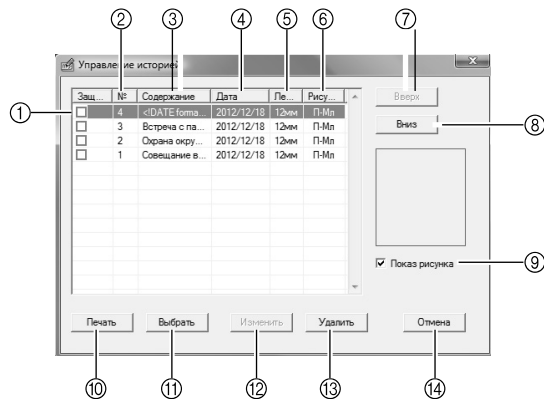 ② ③ ④ ⑤ ⑥ ⑦
Управление историей
Защ... № Содержание Дата Ле... Рису...
① 4 <!DATE forma... 2012/12/18 12мм П-Мл
3 Встреча с па... 2012/12/18 12мм П-Мл
2 Охрана окру... 2012/12/18 12мм П-Мл
1 Совещание в... 2012/12/18 12мм П-Мл
Вверх
Вниз ⑧
Показ рисунка ⑨
Печать Выбрать Изменить Удалить Отмена
⑩ ⑪ ⑫ ⑬ ⑭